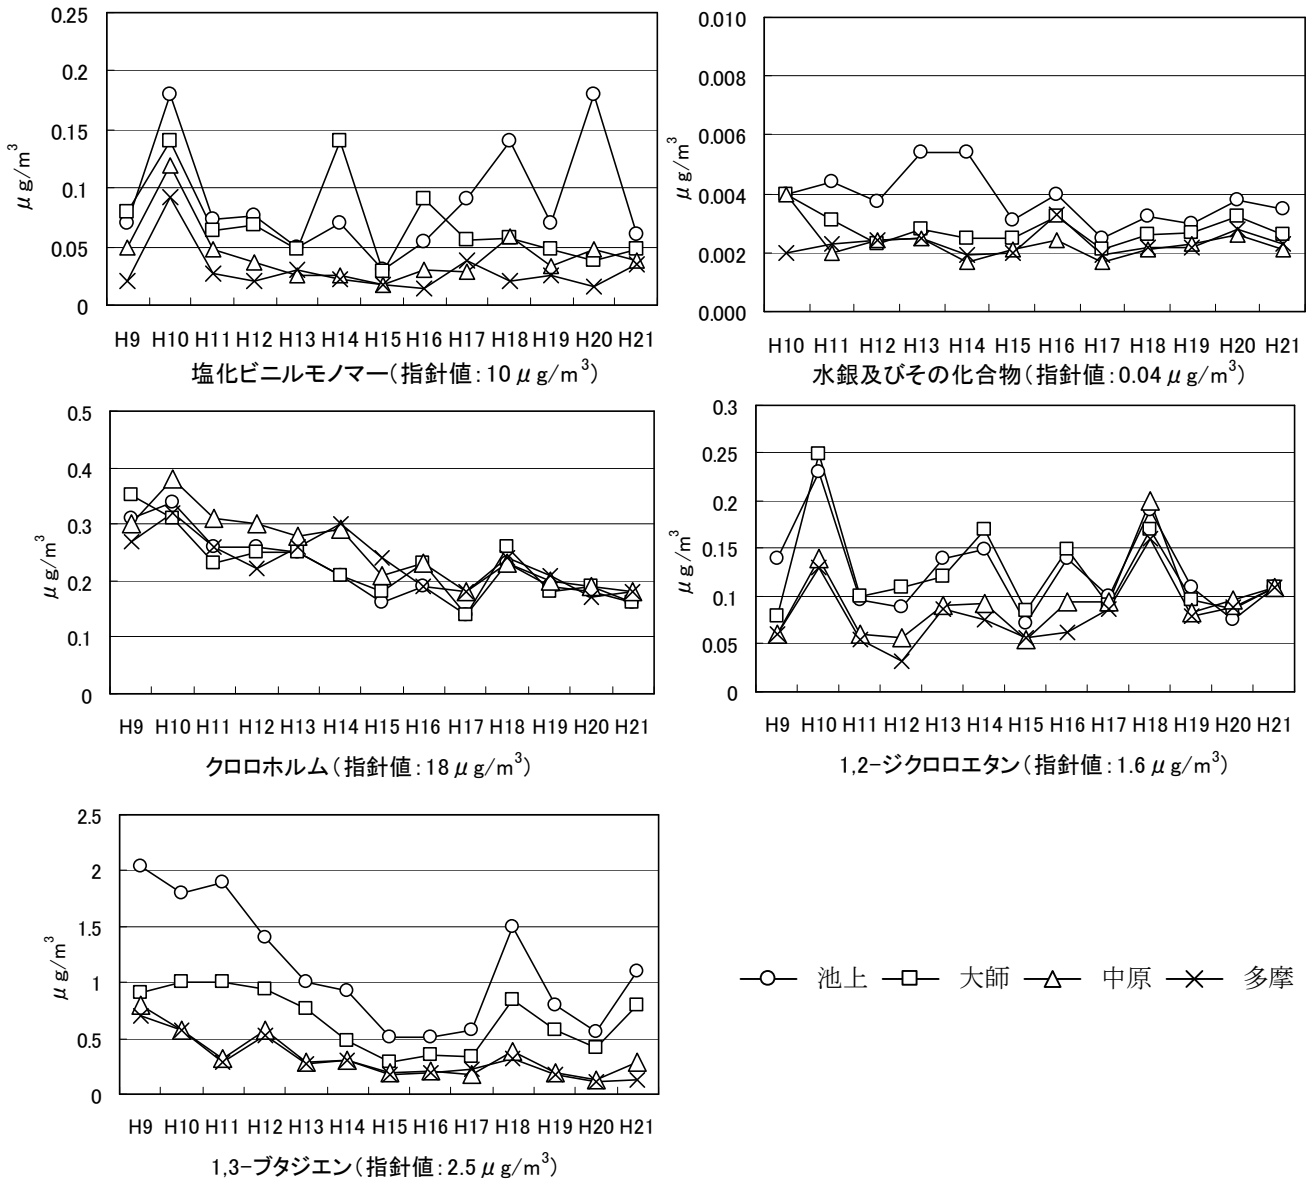 0.25
0.2
0.15
0.1
0.05
0
μg/m³
H9 H10 H11 H12 H13 H14 H15 H16 H17 H18 H19 H20 H21
塩化ビニルモノマー(指針値:10μg/m³)
0.010
0.008
0.006
0.004
0.002
0.000
μg/m³
H10 H11 H12 H13 H14 H15 H16 H17 H18 H19 H20 H21
水銀及びその化合物(指針値:0.04μg/m³)
0.5
0.4
0.3
0.2
0.1
0
μg/m³
H9 H10 H11 H12 H13 H14 H15 H16 H17 H18 H19 H20 H21
クロロホルム(指針値:18μg/m³)
0.3
0.25
0.2
0.15
0.1
0.05
0
μg/m³
H9 H10 H11 H12 H13 H14 H15 H16 H17 H18 H19 H20 H21
1,2-ジクロロエタン(指針値:1.6μg/m³)
2.5
2
1.5
1
0.5
0
μg/m³
H9 H10 H11 H12 H13 H14 H15 H16 H17 H18 H19 H20 H21
1,3-ブタジエン(指針値:2.5μg/m³)
池上 大師 中原 多摩